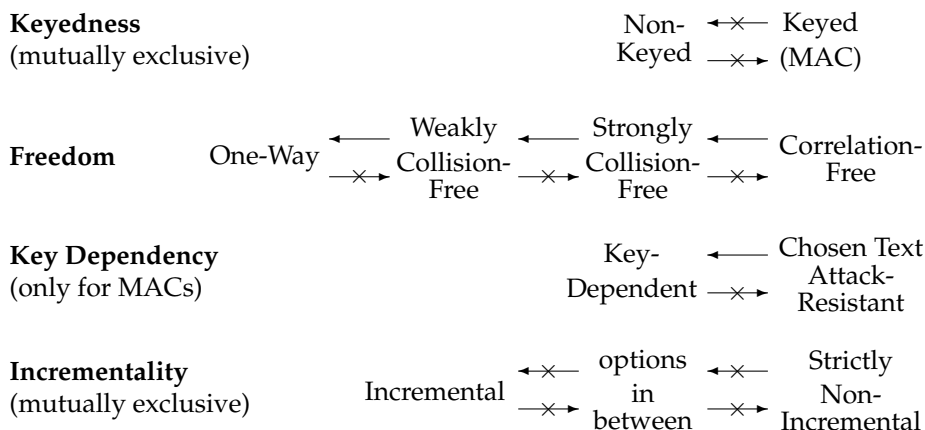 Keyedness
(mutually exclusive)
Non-
Keyed
Keyed
(MAC)
Freedom
One-Way
Weakly
Collision-
Free
Strongly
Collision-
Free
Correlation-
Free
Key Dependency
(only for MACs)
Key-
Dependent
Chosen Text
Attack-
Resistant
Incrementality
(mutually exclusive)
Incremental
options
in
between
Strictly
Non-
Incremental